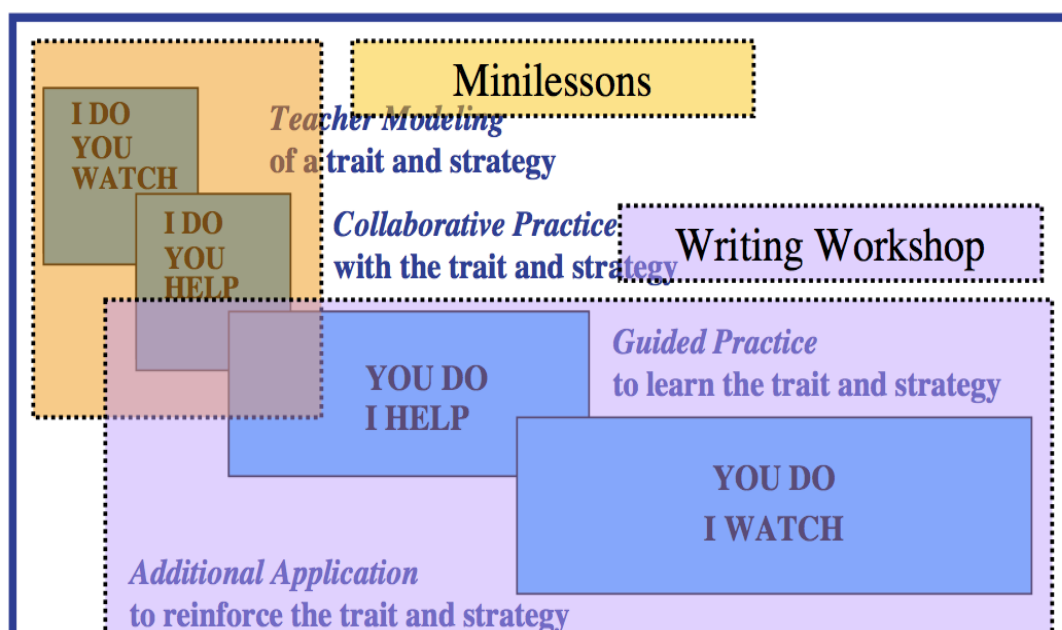 Minilessons
I DO
YOU
WATCH
Teacher Modeling
of a trait and strategy
I DO
YOU
HELP
Collaborative Practice
with the trait and strategy
Writing Workshop
YOU DO
I HELP
Guided Practice
to learn the trait and strategy
YOU DO
I WATCH
Additional Application
to reinforce the trait and strategy